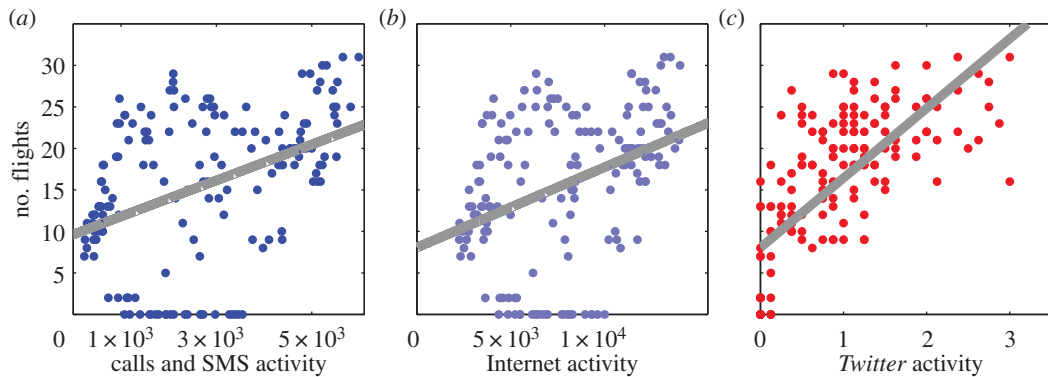 (a) (b) (c)
no. flights
30
25
20
15
10
5
0 1 × 10³ 3 × 10³ 5 × 10³
calls and SMS activity
0 5 × 10³ 1 × 10⁴
Internet activity
0 1 2 3
Twitter activity